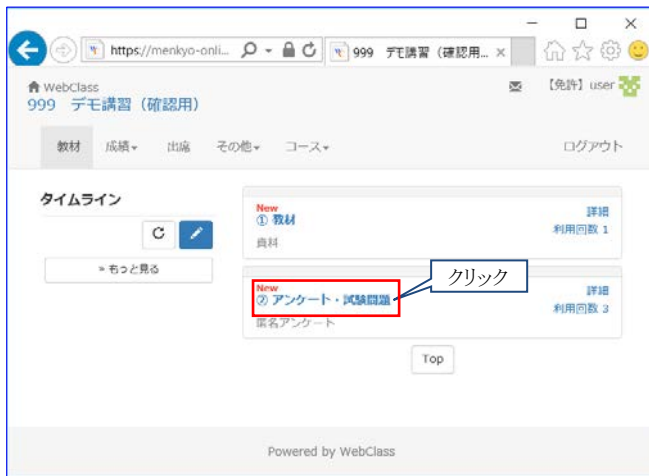 https://menkyo-onli...
999 デモ講習（確認用...
WebClass
【免許】user
999 デモ講習（確認用）
教材 成績 出席 その他 コース ログアウト
タイムライン
» もっと見る
New
① 教材
詳細
利用回数 1
資料
クリック
New
② アンケート・試験問題
詳細
利用回数 3
匿名アンケート
Top
Powered by WebClass